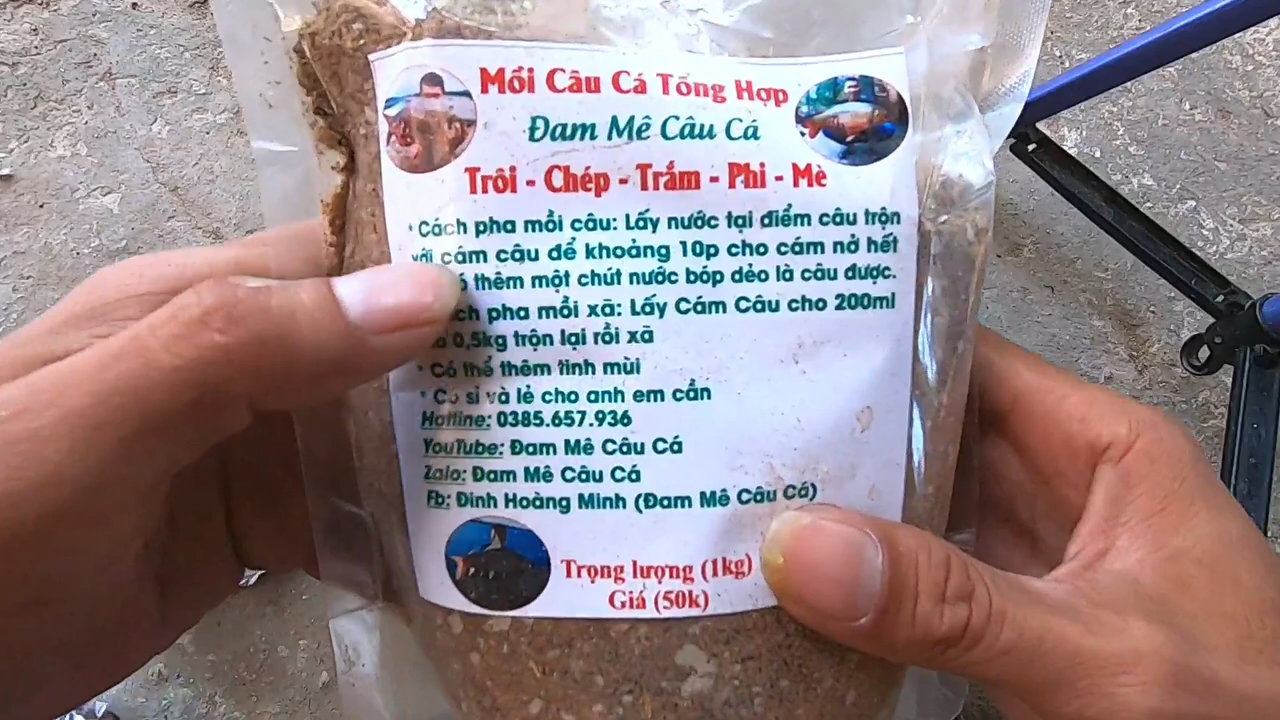 Mồi Câu Cá Tổng Hợp
Đam Mê Câu Cá
Trôi - Chép - Trắm - Phi - Mè
* Cách pha mồi câu: Lấy nước tại điểm câu trộn
với cám câu để khoảng 10p cho cám nở hết
thêm một chút nước bóp dẻo là câu được.
pha mồi xã: Lấy Cám Câu cho 200ml
0,5kg trộn lại rồi xã
* Có thể thêm tinh mùi
* Co sỉ và lẻ cho anh em cần
Hotline: 0385.657.936
YouTube: Đam Mê Câu Cá
Zalo: Đam Mê Câu Cá
Fb: Đinh Hoàng Minh (Đam Mê Câu Cá)
Trọng lượng (1kg)
Giá (50k)